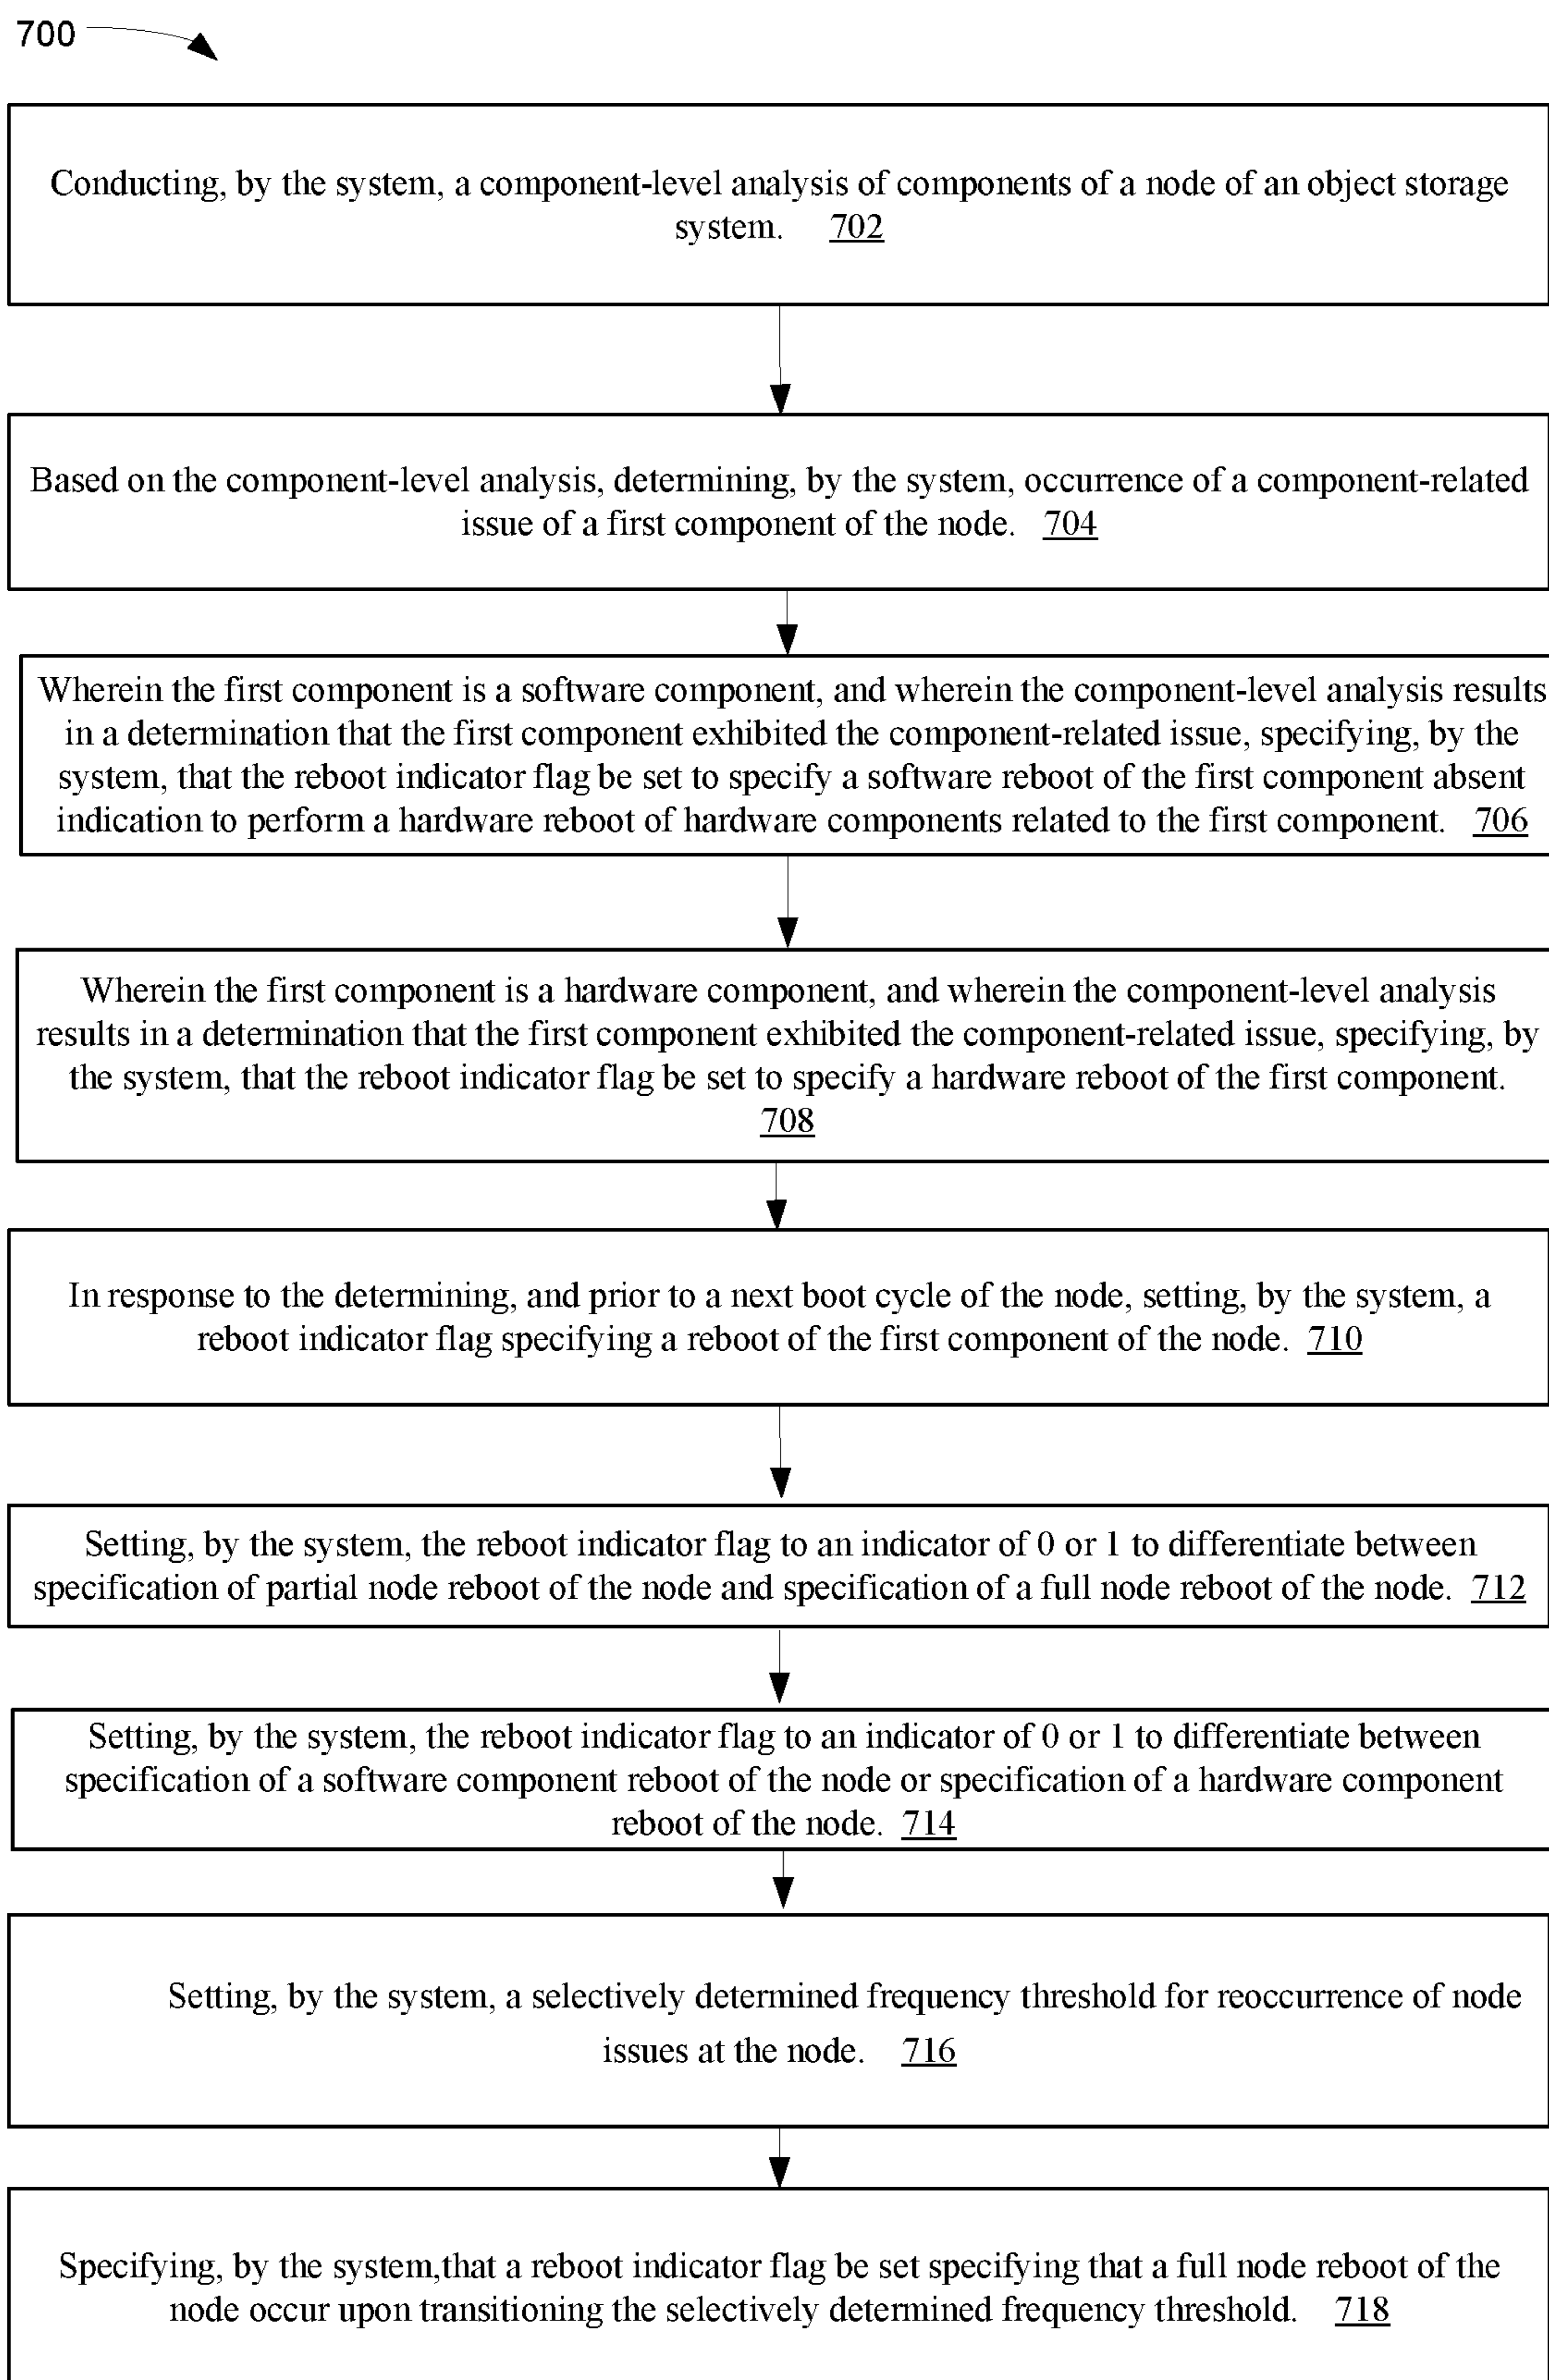 700
Conducting, by the system, a component-level analysis of components of a node of an object storage
system. 702
Based on the component-level analysis, determining, by the system, occurrence of a component-related
issue of a first component of the node. 704
Wherein the first component is a software component, and wherein the component-level analysis results
in a determination that the first component exhibited the component-related issue, specifying, by the
system, that the reboot indicator flag be set to specify a software reboot of the first component absent
indication to perform a hardware reboot of hardware components related to the first component. 706
Wherein the first component is a hardware component, and wherein the component-level analysis
results in a determination that the first component exhibited the component-related issue, specifying, by
the system, that the reboot indicator flag be set to specify a hardware reboot of the first component.
708
In response to the determining, and prior to a next boot cycle of the node, setting, by the system, a
reboot indicator flag specifying a reboot of the first component of the node. 710
Setting, by the system, the reboot indicator flag to an indicator of 0 or 1 to differentiate between
specification of partial node reboot of the node and specification of a full node reboot of the node. 712
Setting, by the system, the reboot indicator flag to an indicator of 0 or 1 to differentiate between
specification of a software component reboot of the node or specification of a hardware component
reboot of the node. 714
Setting, by the system, a selectively determined frequency threshold for reoccurrence of node
issues at the node. 716
Specifying, by the system,that a reboot indicator flag be set specifying that a full node reboot of the
node occur upon transitioning the selectively determined frequency threshold. 718